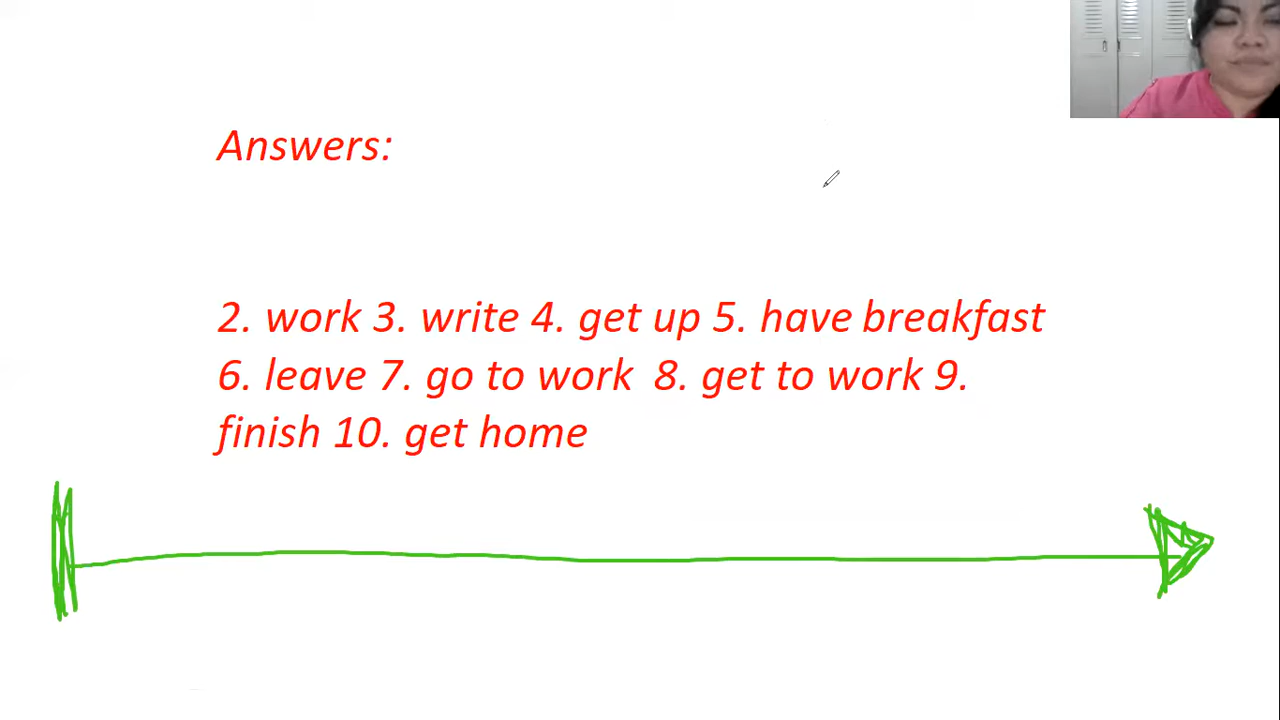 Answers:
2. work 3. write 4. get up 5. have breakfast
6. leave 7. go to work 8. get to work 9.
finish 10. get home